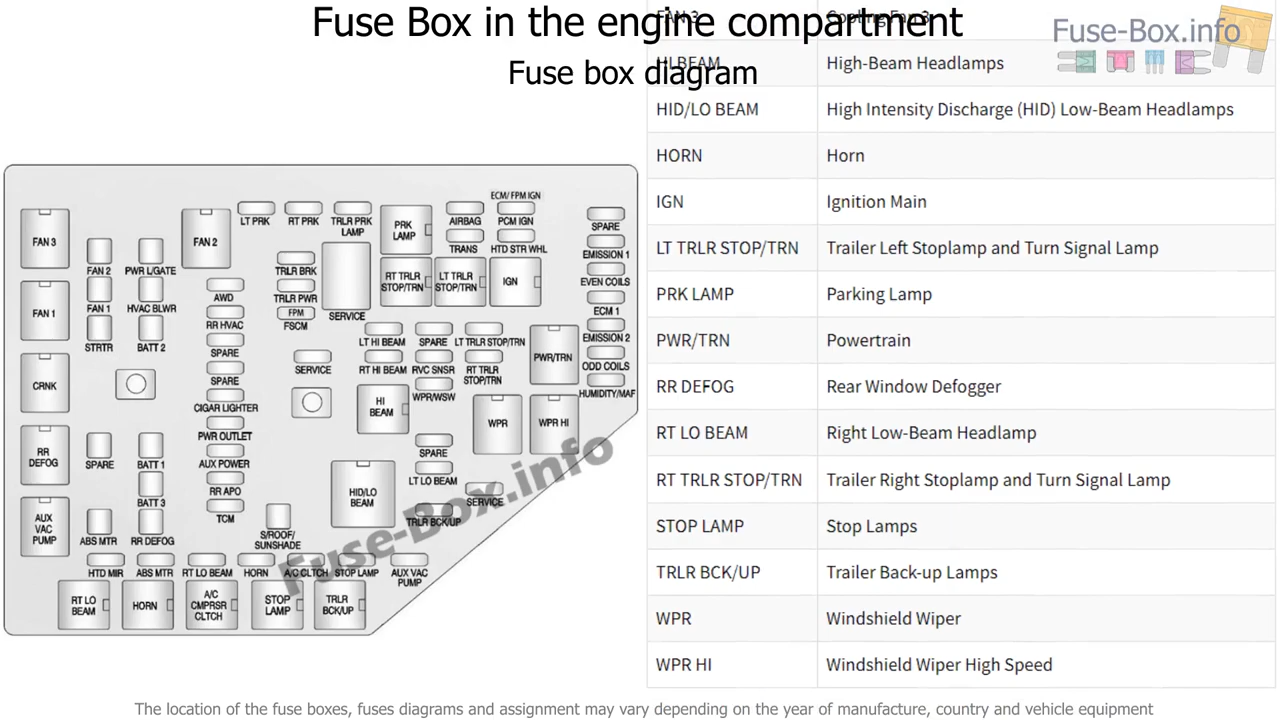 Fuse Box in the engine compartment
Fuse box diagram
Fuse-Box.info
FAN 3 Cooling Fan 3
HI BEAM High-Beam Headlamps
HID/LO BEAM High Intensity Discharge (HID) Low-Beam Headlamps
HORN Horn
IGN Ignition Main
LT TRLR STOP/TRN Trailer Left Stoplamp and Turn Signal Lamp
PRK LAMP Parking Lamp
PWR/TRN Powertrain
RR DEFOG Rear Window Defogger
RT LO BEAM Right Low-Beam Headlamp
RT TRLR STOP/TRN Trailer Right Stoplamp and Turn Signal Lamp
STOP LAMP Stop Lamps
TRLR BCK/UP Trailer Back-up Lamps
WPR Windshield Wiper
WPR HI Windshield Wiper High Speed
FAN 3
FAN 1
CRNK
RR
DEFOG
AUX
VAC
PUMP
FAN 2
FAN 1
STRTR
SPARE
ABS MTR
PWR L/GATE
HVAC BLWR
BATT 2
BATT 1
BATT 3
RR DEFOG
FAN 2
AWD
RR HVAC
SPARE
SPARE
CIGAR LIGHTER
PWR OUTLET
AUX POWER
RR APO
TCM
LT PRK
RT PRK
TRLR PRK
LAMP
TRLR BRK
TRLR PWR
FPM
FSCM
SERVICE
SERVICE
PRK
LAMP
RT TRLR
STOP/TRN
LT TRLR
STOP/TRN
IGN
AIRBAG
TRANS
ECM/ FPM IGN
PCM IGN
HTD STR WHL
SPARE
EMISSION 1
EVEN COILS
ECM 1
EMISSION 2
ODD COILS
HUMIDITY/MAF
LT HI BEAM
SPARE
LT TRLR STOP/TRN
RT HI BEAM
RVC SNSR
RT TRLR
STOP/TRN
WPR/WSW
PWR/TRN
HI
BEAM
WPR
WPR HI
SPARE
LT LO BEAM
SERVICE
TRLR BCK/UP
HID/LO
BEAM
S/ROOF/
SUNSHADE
HTD MIR
ABS MTR
RT LO BEAM
HORN
A/C CLTCH
STOP LAMP
AUX VAC
PUMP
RT LO
BEAM
HORN
A/C
CMPRSR
CLTCH
STOP
LAMP
TRLR
BCK/UP
Fuse-Box.info
The location of the fuse boxes, fuses diagrams and assignment may vary depending on the year of manufacture, country and vehicle equipment